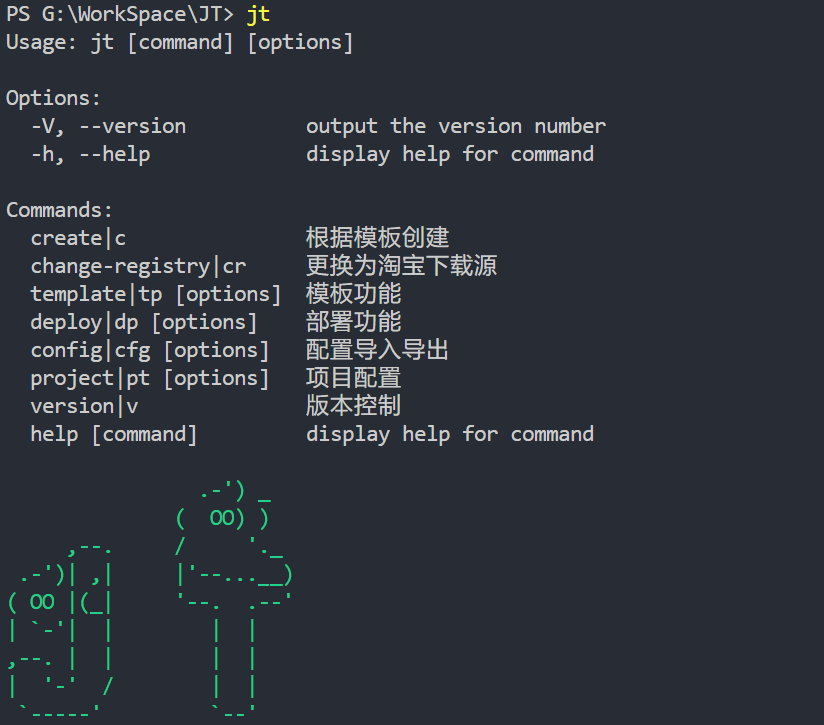 PS G:\WorkSpace\JT> jt
Usage: jt [command] [options]
Options:
-V, --version output the version number
-h, --help display help for command
Commands:
create|c 根据模板创建
change-registry|cr 更换为淘宝下载源
template|tp [options] 模板功能
deploy|dp [options] 部署功能
config|cfg [options] 配置导入导出
project|pt [options] 项目配置
version|v 版本控制
help [command] display help for command
              .-') _
             (  OO) )
     ,--.    /     '._
 .-')| ,|    |'--...__)
( OO |(_|    '--.  .--'
| `-'|  |       |  |
,--. |  |       |  |
|  '-'  /       |  |
 `-----'        `--'